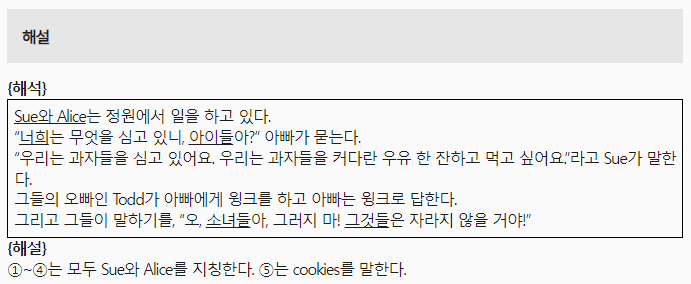 해설
{해석}
Sue와 Alice는 정원에서 일을 하고 있다.
"너희는 무엇을 심고 있니, 아이들아?" 아빠가 묻는다.
"우리는 과자들을 심고 있어요. 우리는 과자들을 커다란 우유 한 잔하고 먹고 싶어요."라고 Sue가 말한
다.
그들의 오빠인 Todd가 아빠에게 윙크를 하고 아빠는 윙크로 답한다.
그리고 그들이 말하기를, "오, 소녀들아, 그러지 마! 그것들은 자라지 않을 거야!"
{해설}
①~④는 모두 Sue와 Alice를 지칭한다. ⑤는 cookies를 말한다.